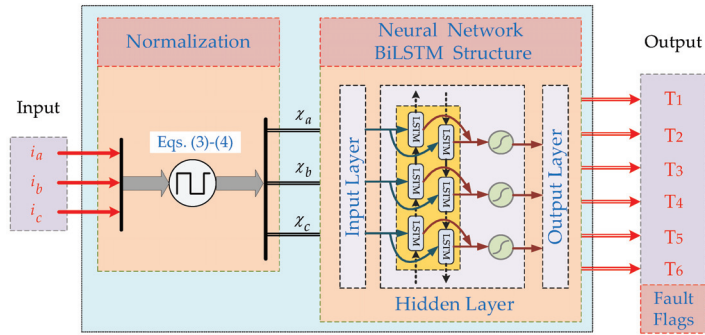 Input
i_a
i_b
i_c
Normalization
Eqs. (3)-(4)
χ_a
χ_b
χ_c
Neural Network
BiLSTM Structure
Input Layer
LSTM
LSTM
LSTM
LSTM
LSTM
LSTM
Output Layer
Hidden Layer
Output
T1
T2
T3
T4
T5
T6
Fault
Flags